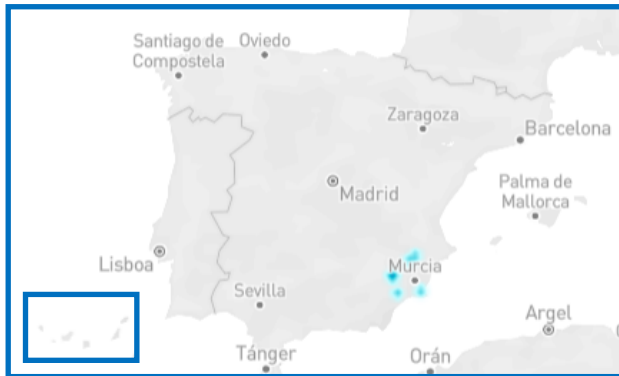 Santiago de
Compostela
Oviedo
Zaragoza
Barcelona
Madrid
Palma de
Mallorca
Lisboa
Murcia
Sevilla
Argel
Tánger
Orán